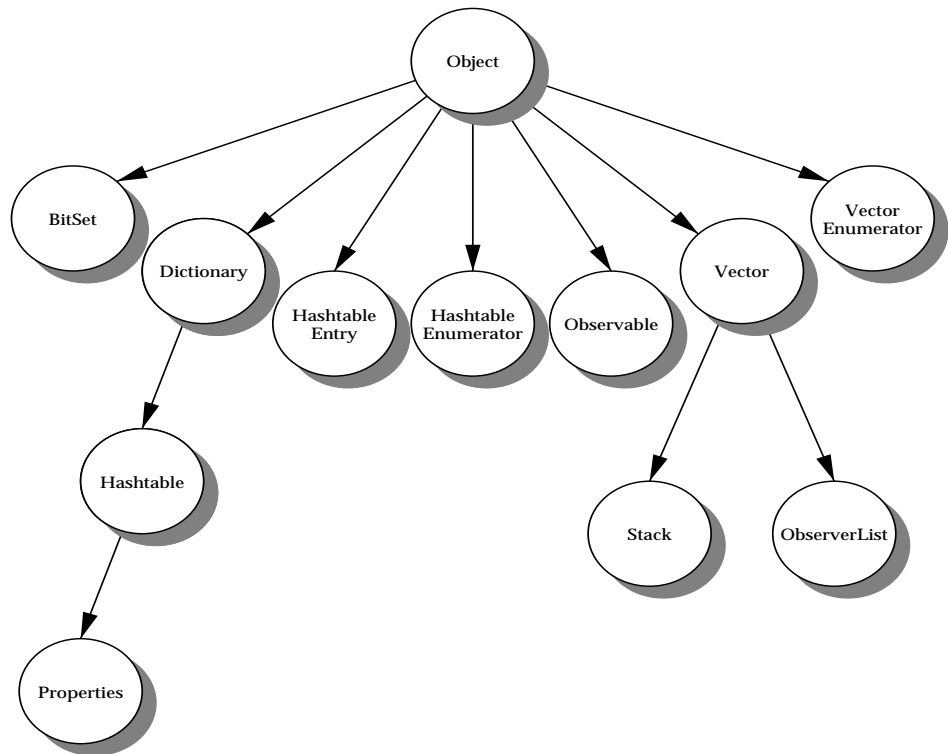 Object
BitSet
Vector
Enumerator
Dictionary
Vector
Hashtable
Entry
Hashtable
Enumerator
Observable
Hashtable
Stack
ObserverList
Properties